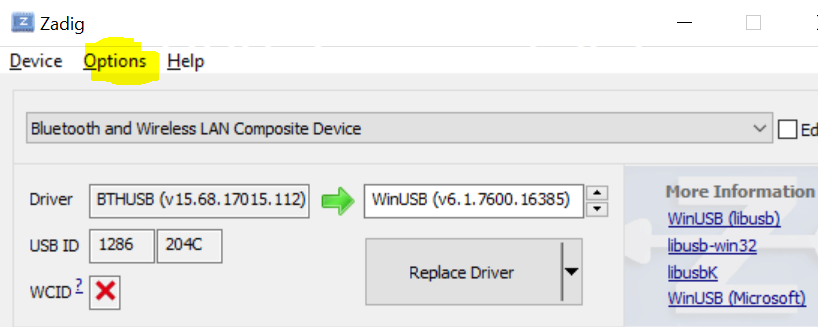 Zadig
Device Options Help
Bluetooth and Wireless LAN Composite Device
Ed
Driver BTHUSB (v15.68.17015.112) WinUSB (v6.1.7600.16385)
More Information
WinUSB (libusb)
USB ID 1286 204C
libusb-win32
Replace Driver
libusbK
WCID ?
WinUSB (Microsoft)